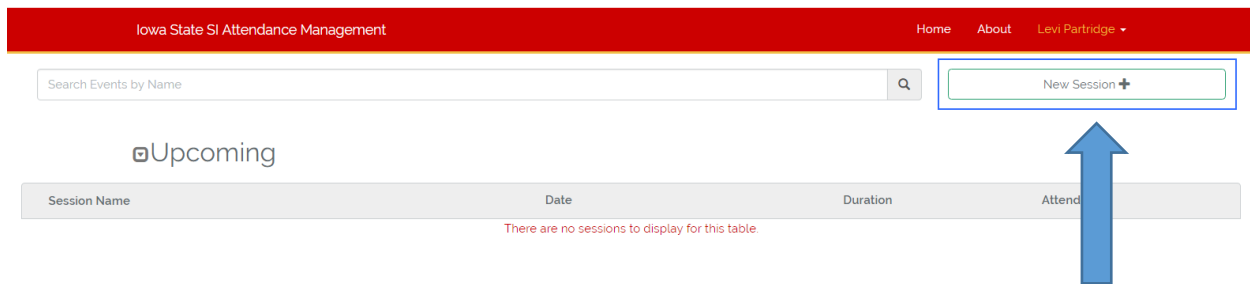 Iowa State SI Attendance Management Home About Levi Partridge
Search Events by Name New Session
Upcoming
Session Name Date Duration
There are no sessions to display for this table.